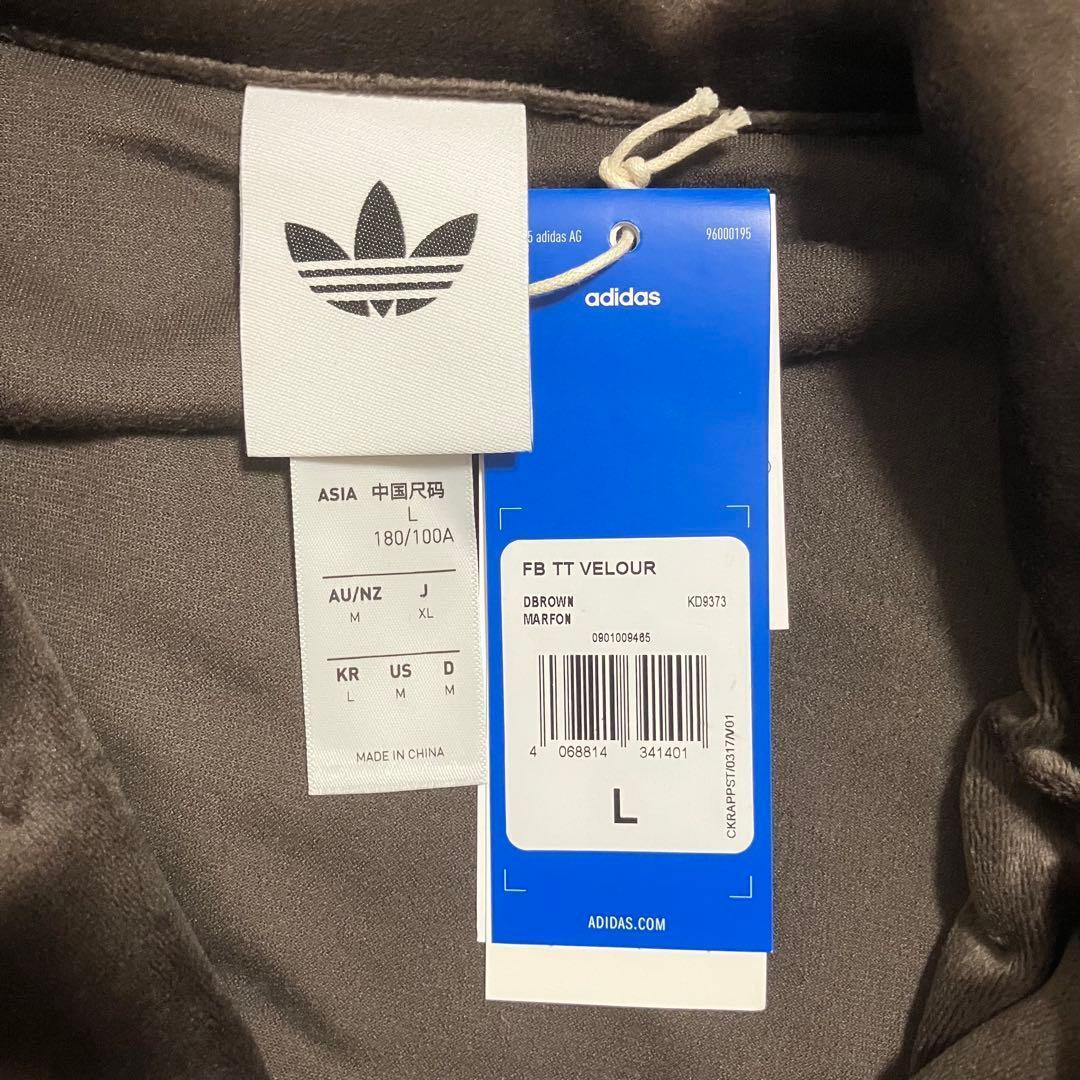 ASIA 中国尺码
L
180/100A
AU/NZ J
M XL
KR US D
L M M
MADE IN CHINA
5 adidas AG 96000195
adidas
FB TT VELOUR
DBROWN KD9373
MARFON
0901009465
4 068814 341401
L
CKRAPPST/0317/V01
ADIDAS.COM